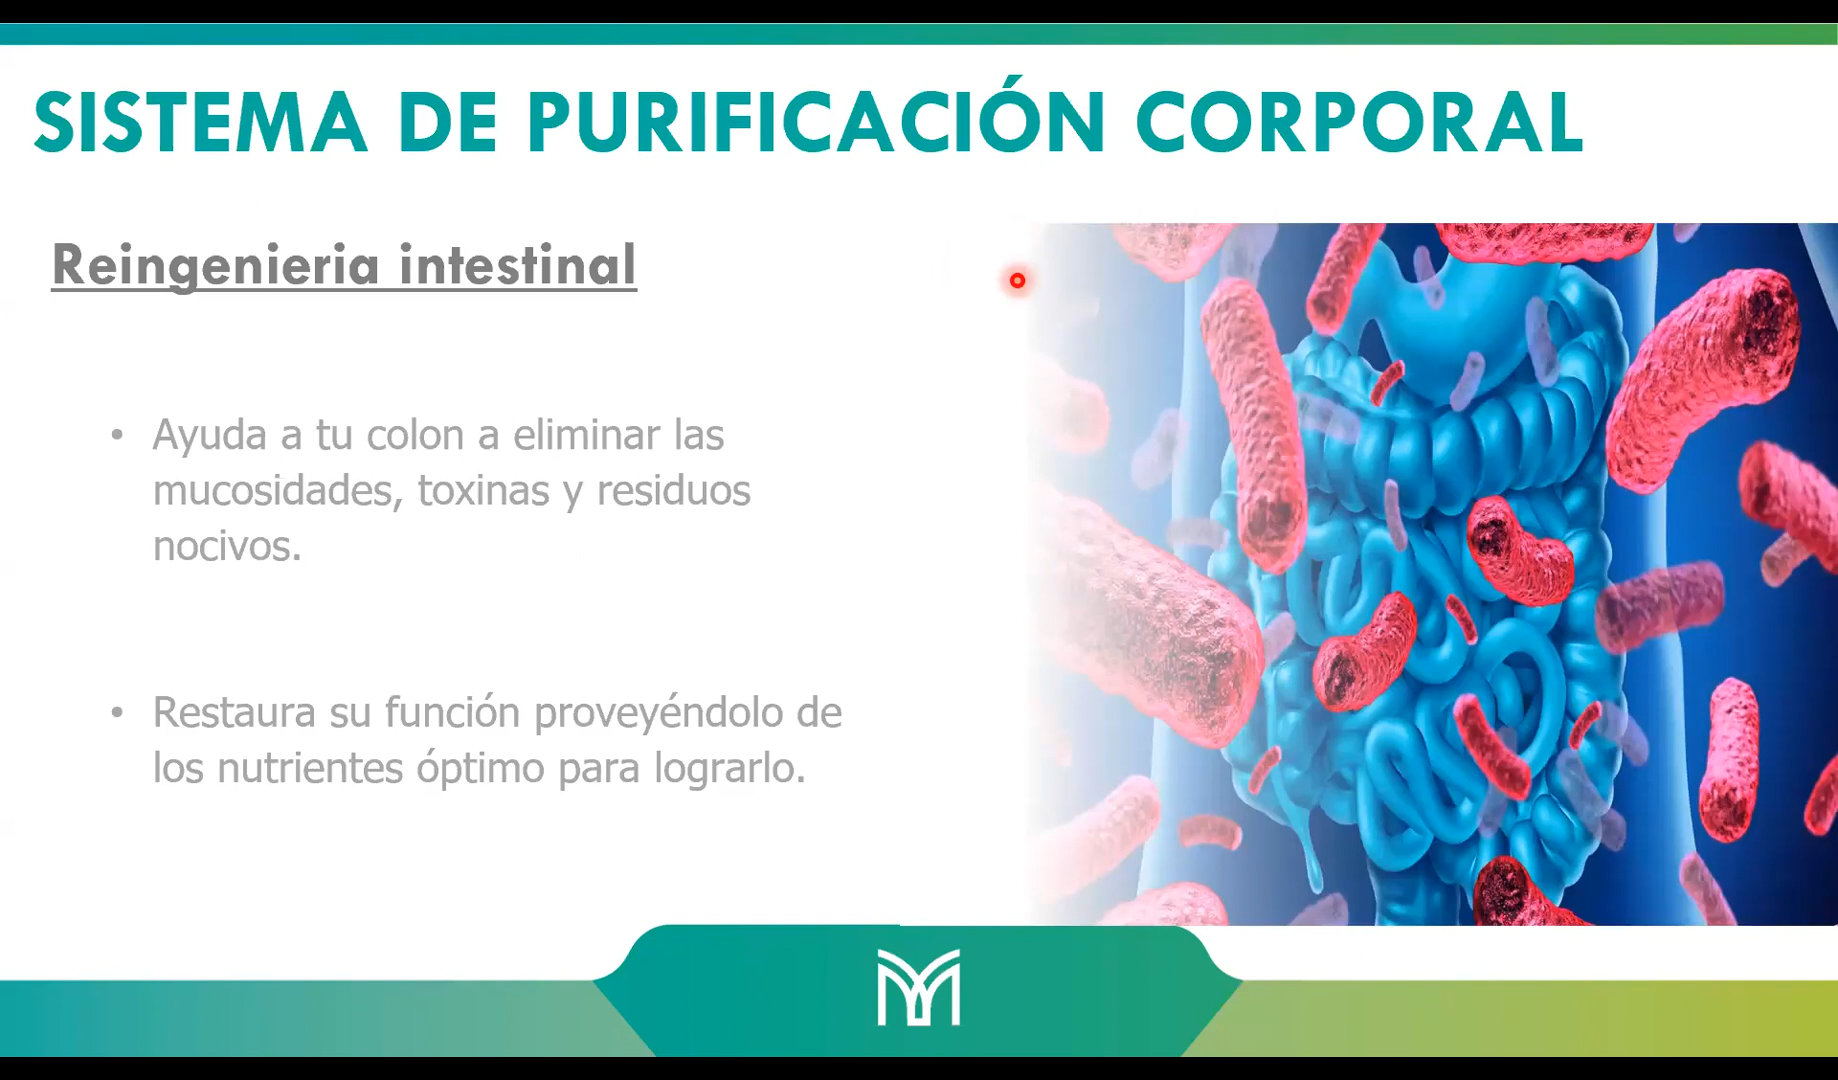 SISTEMA DE PURIFICACIÓN CORPORAL
Reingenieria intestinal
• Ayuda a tu colon a eliminar las
mucosidades, toxinas y residuos
nocivos.
• Restaura su función proveyéndolo de
los nutrientes óptimo para lograrlo.